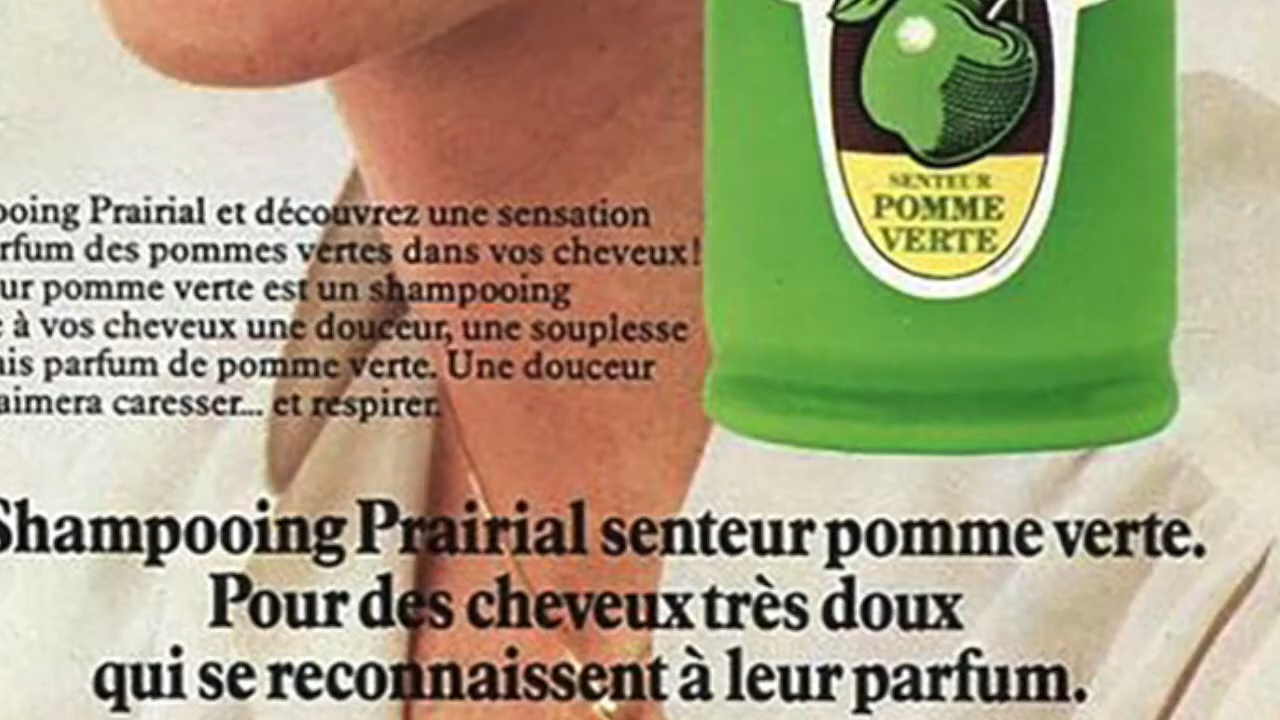 SENTEUR
POMME
VERTE
ooing Prairial et découvrez une sensation
rfum des pommes vertes dans vos cheveux!
ur pomme verte est un shampooing
à vos cheveux une douceur, une souplesse
ais parfum de pomme verte. Une douceur
aimera caresser... et respirer.
Shampooing Prairial senteur pomme verte.
Pour des cheveux très doux
qui se reconnaissent à leur parfum.